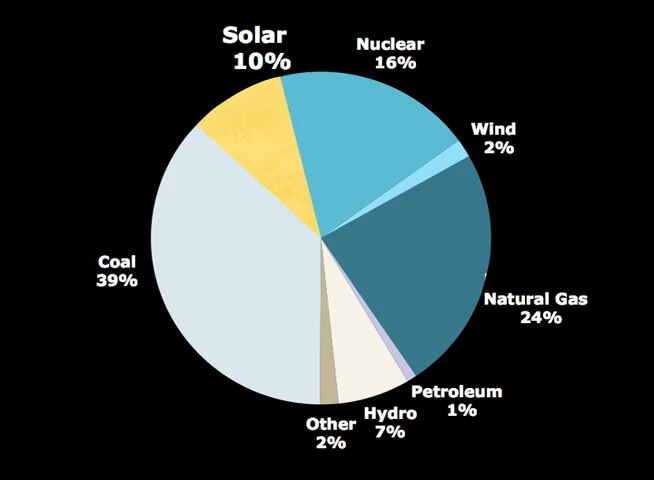 Solar
10%
Nuclear
16%
Wind
2%
Natural Gas
24%
Petroleum
1%
Hydro
7%
Other
2%
Coal
39%